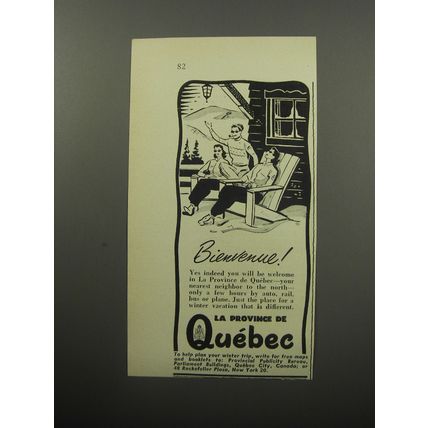 82
Bienvenue!
Yes indeed you will be welcome
in La Province de Québec—your
nearest neighbor to the north—
only a few hours by auto, rail,
bus or plane. Just the place for a
winter vacation that is different.
LA PROVINCE DE
Québec
To help plan your winter trip, write for free maps
and booklets to: Provincial Publicity Bureau,
Parliament Buildings, Québec City, Canada; or
48 Rockefeller Plaza, New York 20.